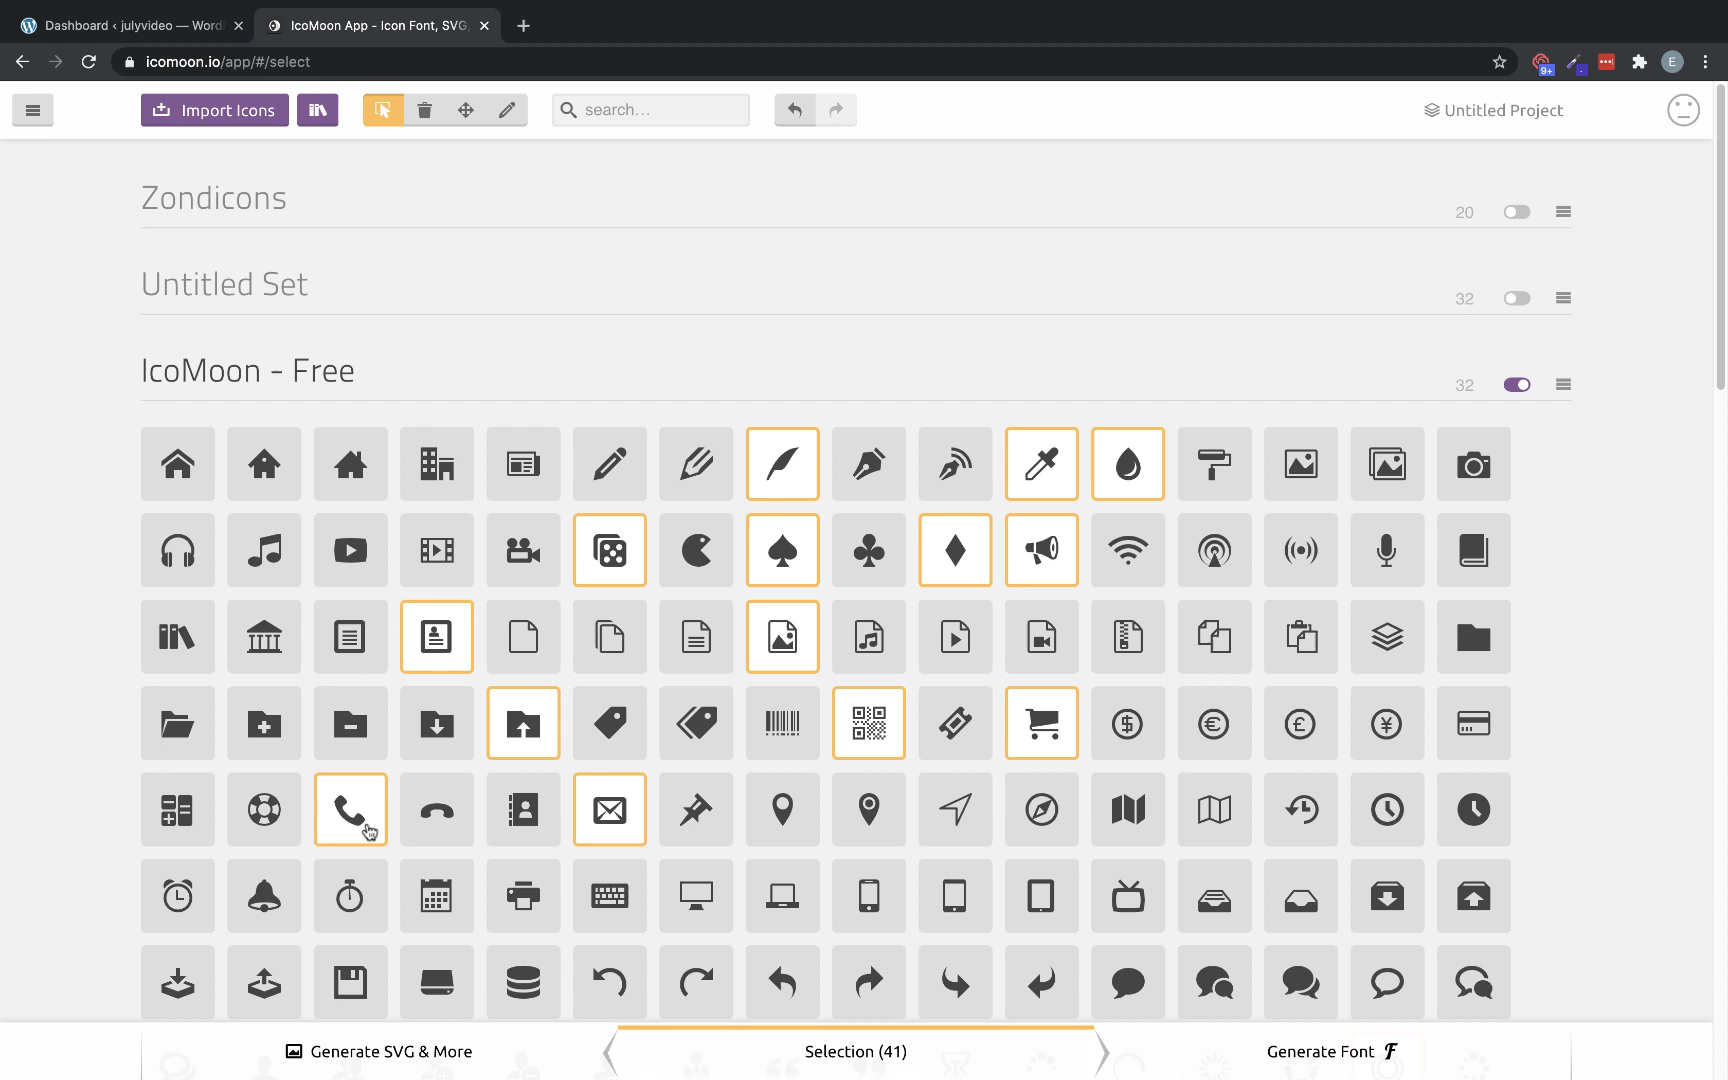 Dashboard ‹ julyvideo — Word
IcoMoon App - Icon Font, SVG,
icomoon.io/app/#/select
9+
E
Import Icons
search...
Untitled Project
Zondicons
20
Untitled Set
32
IcoMoon - Free
32
Generate SVG & More
Selection (41)
Generate Font